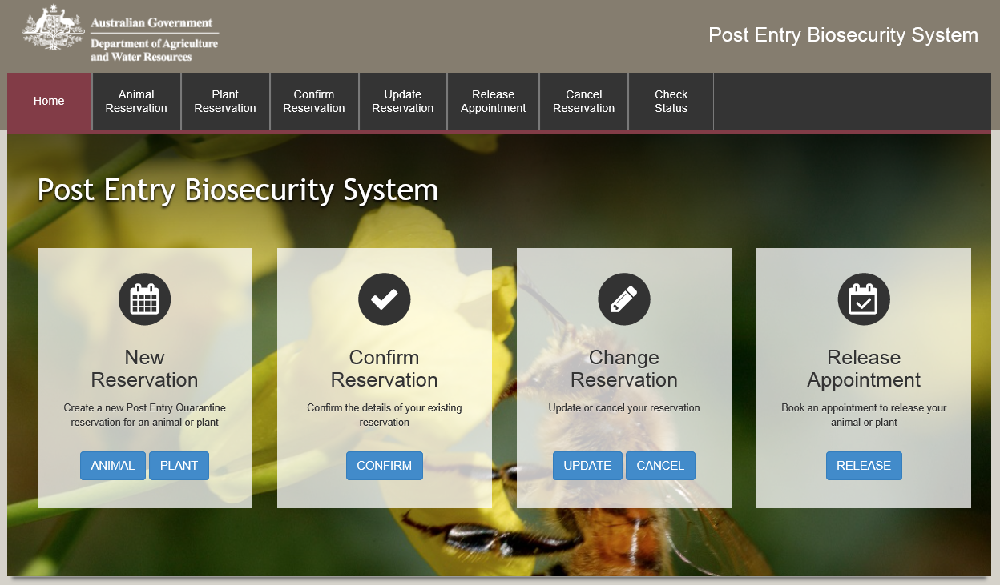 Australian Government
Department of Agriculture
and Water Resources
Post Entry Biosecurity System
Home
Animal
Reservation
Plant
Reservation
Confirm
Reservation
Update
Reservation
Release
Appointment
Cancel
Reservation
Check
Status
Post Entry Biosecurity System
New
Reservation
Create a new Post Entry Quarantine
reservation for an animal or plant
ANIMAL PLANT
Confirm
Reservation
Confirm the details of your existing
reservation
CONFIRM
Change
Reservation
Update or cancel your reservation
UPDATE CANCEL
Release
Appointment
Book an appointment to release your
animal or plant
RELEASE